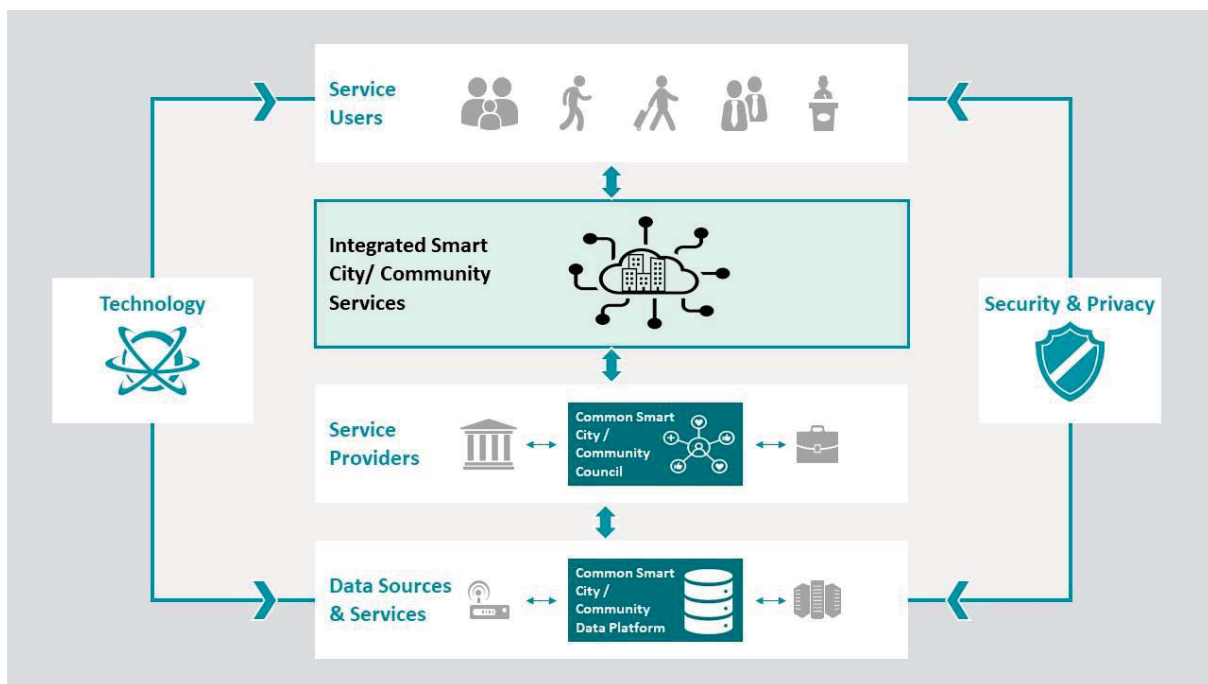 Service
Users
Integrated Smart
City/ Community
Services
Technology
Security & Privacy
Service
Providers
Common Smart
City /
Community
Council
Data Sources
& Services
Common Smart
City /
Community
Data Platform